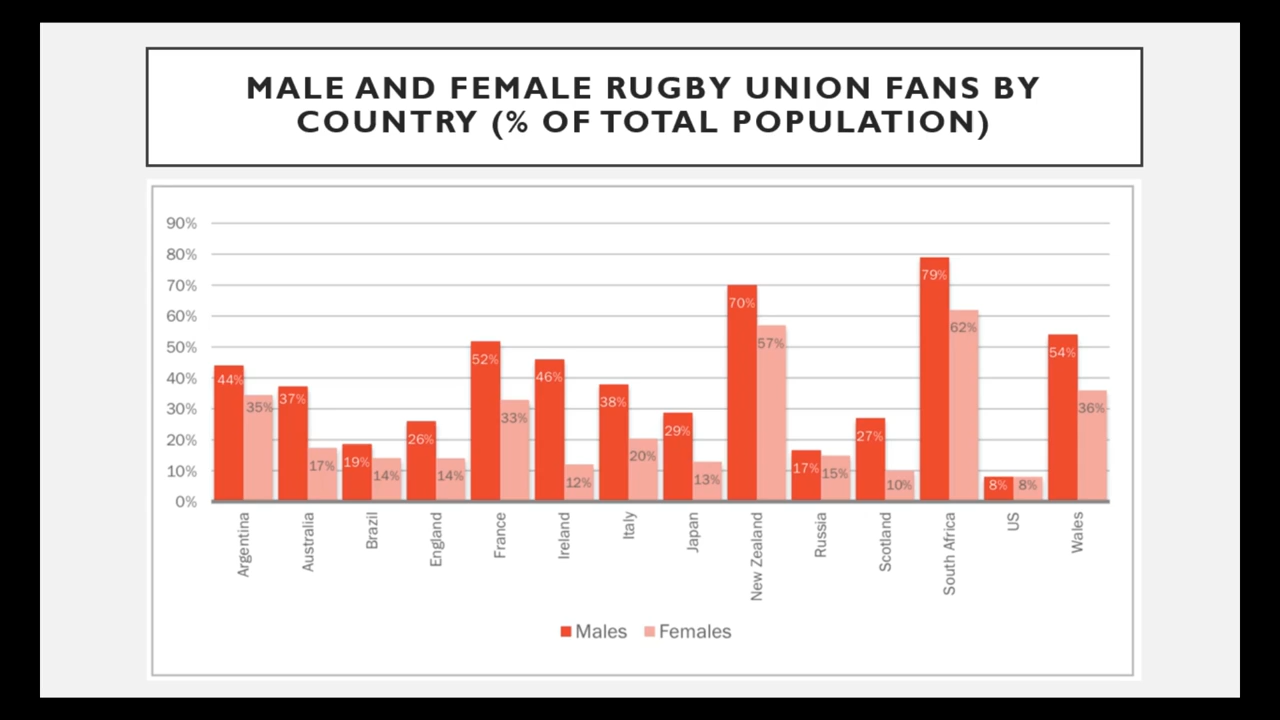 MALE AND FEMALE RUGBY UNION FANS BY
COUNTRY (% OF TOTAL POPULATION)
90%
80%
70%
60%
50%
40%
30%
20%
10%
0%
44% 35% 37% 17% 19% 14% 26% 14% 52% 33% 46% 12% 38% 20% 29% 13% 70% 57% 17% 15% 27% 10% 79% 62% 8% 8% 54% 36%
Argentina
Australia
Brazil
England
France
Ireland
Italy
Japan
New Zealand
Russia
Scotland
South Africa
US
Wales
Males Females